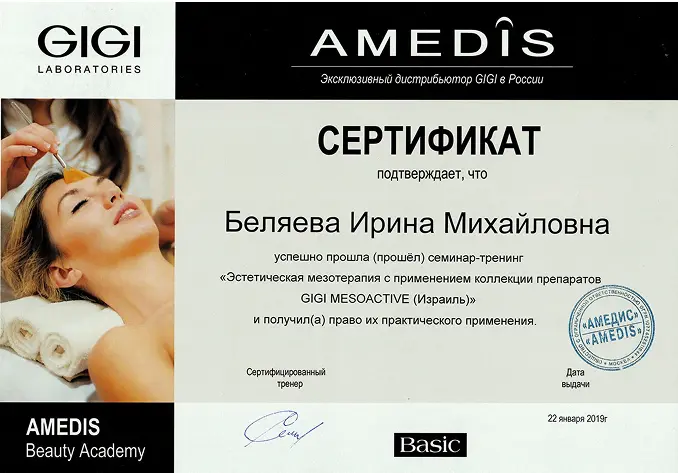 GIGI
LABORATORIES
AMEDIS
Эксклюзивный дистрибьютор GIGI в России
СЕРТИФИКАТ
подтверждает, что
Беляева Ирина Михайловна
успешно прошла (прошёл) семинар-тренинг
«Эстетическая мезотерапия с применением коллекции препаратов
GIGI MESOACTIVE (Израиль)»
и получил(а) право их практического применения.
«АМЕДИС»
«AMEDIS»
МОСКВА
Сертифицированный
тренер
Дата
выдачи
22 января 2019г
AMEDIS
Beauty Academy
Basic